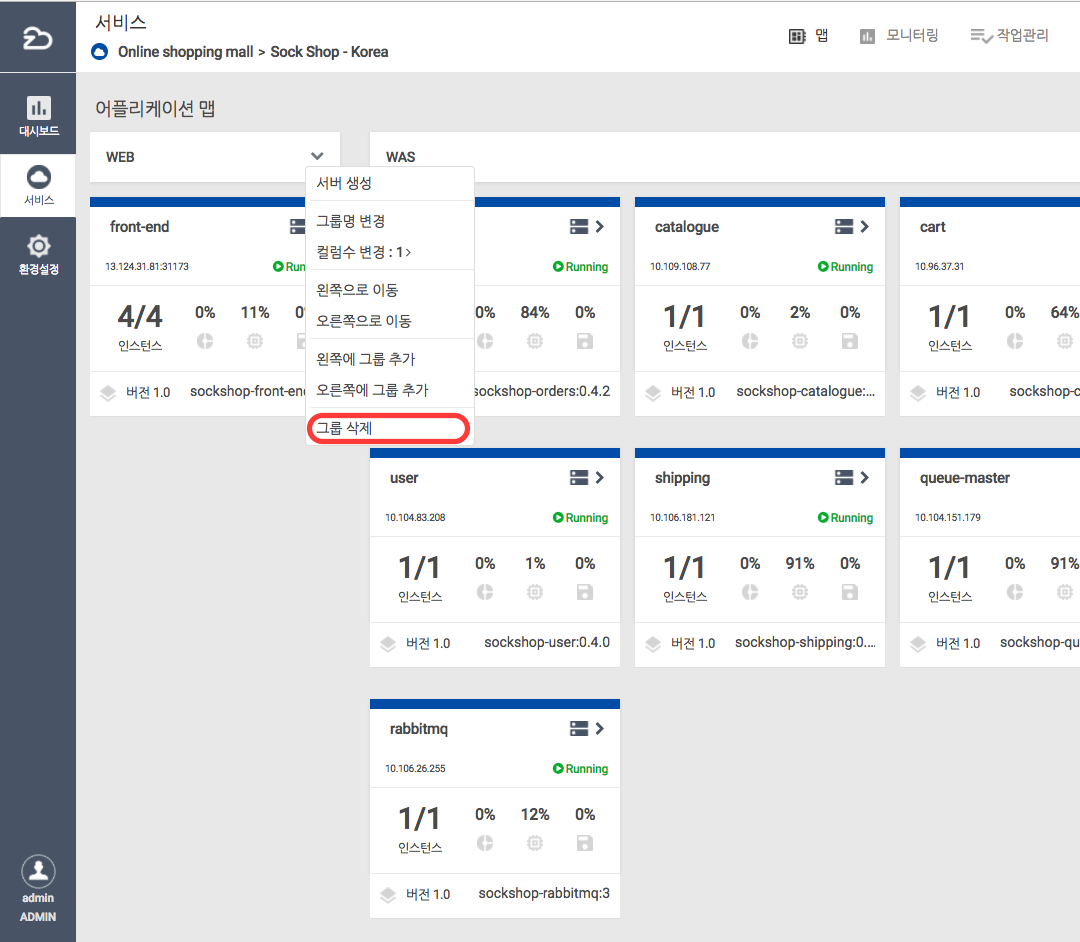 서비스
Online shopping mall > Sock Shop - Korea
맵
모니터링
작업관리
대시보드
서비스
환경설정
admin
ADMIN
어플리케이션 맵
WEB
WAS
서버 생성
그룹명 변경
컬럼수 변경 : 1 >
왼쪽으로 이동
오른쪽으로 이동
왼쪽에 그룹 추가
오른쪽에 그룹 추가
그룹 삭제
front-end
13.124.31.81:31173
Run
4/4 0% 11% 0
인스턴스
버전 1.0 sockshop-front-en
Running
0% 84% 0%
sockshop-orders:0.4.2
catalogue
10.109.108.77 Running
1/1 0% 2% 0%
인스턴스
버전 1.0 sockshop-catalogue:...
cart
10.96.37.31
1/1 0% 64%
인스턴스
버전 1.0 sockshop-c
user
10.104.83.208 Running
1/1 0% 1% 0%
인스턴스
버전 1.0 sockshop-user:0.4.0
shipping
10.106.181.121 Running
1/1 0% 91% 0%
인스턴스
버전 1.0 sockshop-shipping:0....
queue-master
10.104.151.179
1/1 0% 91%
인스턴스
버전 1.0 sockshop-qu
rabbitmq
10.106.26.255 Running
1/1 0% 12% 0%
인스턴스
버전 1.0 sockshop-rabbitmq:3